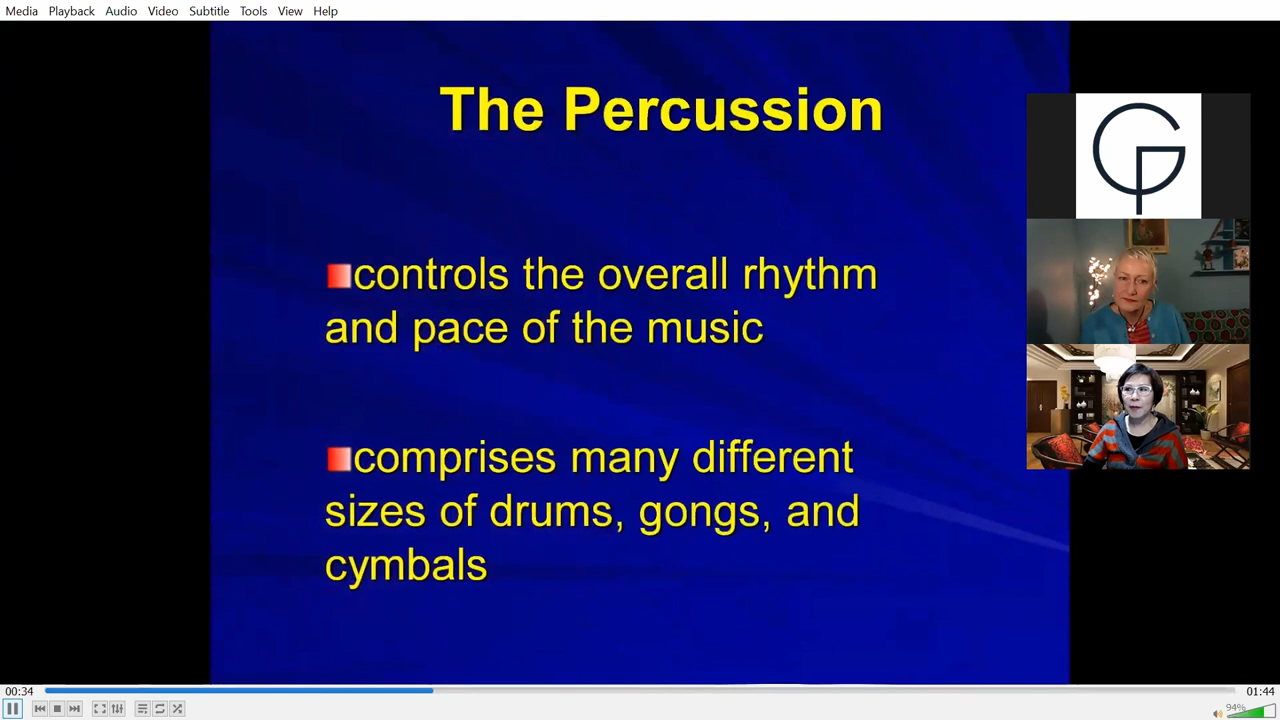 Media Playback Audio Video Subtitle Tools View Help
The Percussion
controls the overall rhythm
and pace of the music
comprises many different
sizes of drums, gongs, and
cymbals
00:34
01:44
94%